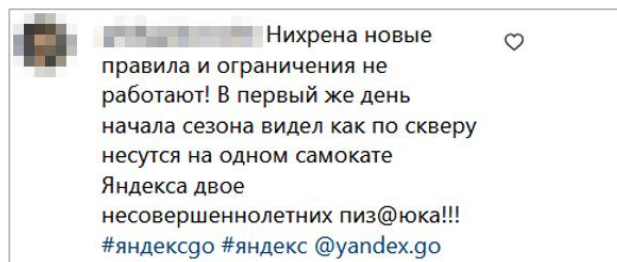 Нихрена новые
правила и ограничения не
работают! В первый же день
начала сезона видел как по скверу
несутся на одном самокате
Яндекса двое
несовершеннолетних пиз@юка!!!
#яндексgo #яндекс @yandex.go